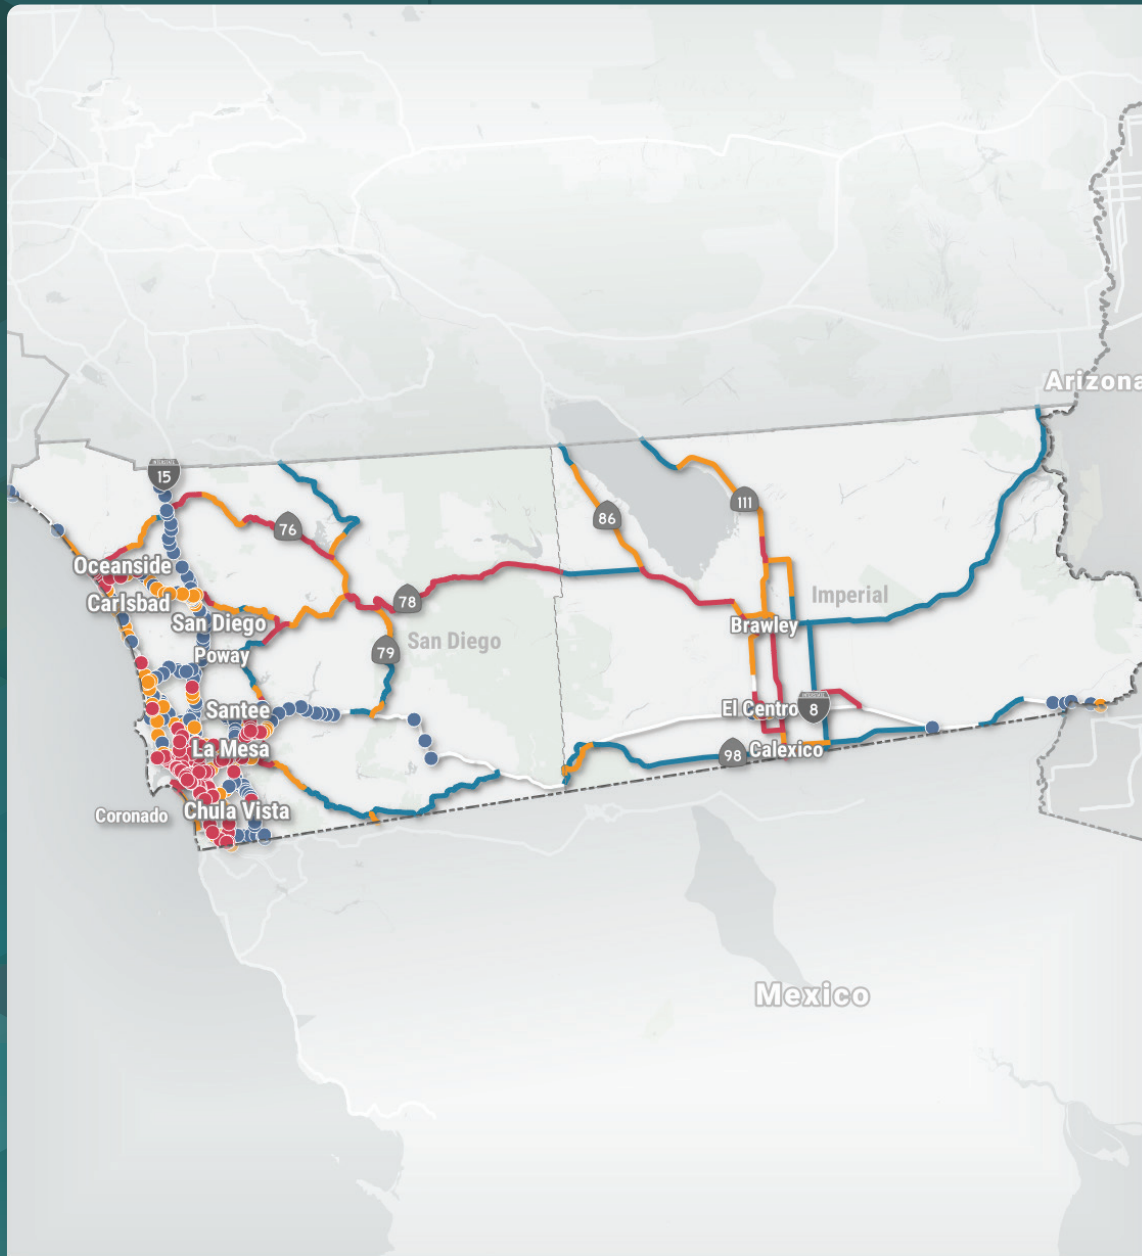 Arizona
15
111
86
76
Oceanside
Imperial
Carlsbad
78
San Diego
Brawley
San Diego
79
Poway
Santee
El Centro
8
La Mesa
Calexico
98
Chula Vista
Coronado
Mexico